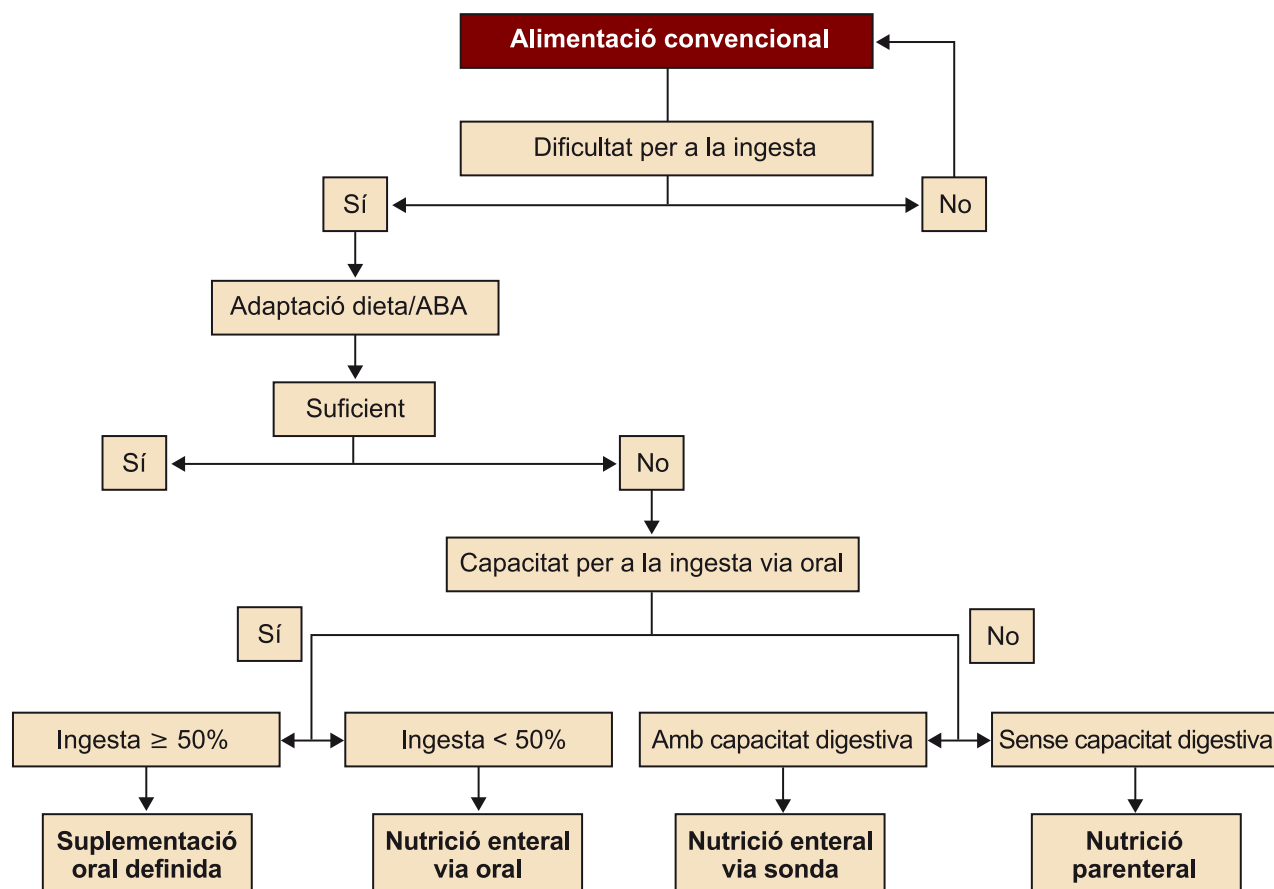 Alimentació convencional
Dificultat per a la ingesta
Sí
No
Adaptació dieta/ABA
Suficient
Sí
No
Capacitat per a la ingesta via oral
Sí
No
Ingesta ≥ 50%
Ingesta < 50%
Amb capacitat digestiva
Sense capacitat digestiva
Suplementació
oral definida
Nutrició enteral
via oral
Nutrició enteral
via sonda
Nutrició
parenteral